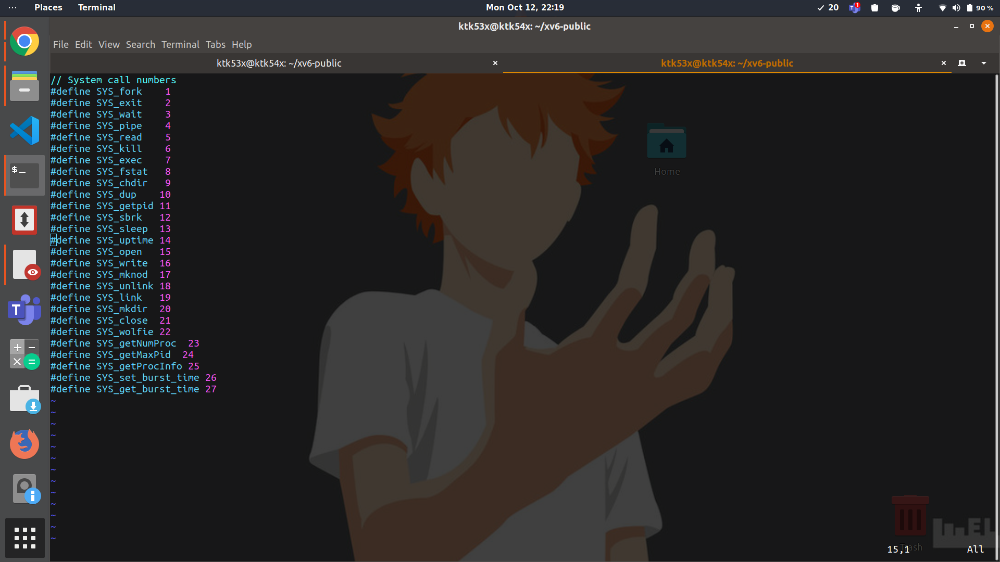 Places
Terminal
Mon Oct 12, 22:19
20
1
90 %
ktk53x@ktk54x: ~/xv6-public
File Edit View Search Terminal Tabs Help
ktk53x@ktk54x: ~/xv6-public
ktk53x@ktk54x: ~/xv6-public
// System call numbers
#define SYS_fork    1
#define SYS_exit    2
#define SYS_wait    3
#define SYS_pipe    4
#define SYS_read    5
#define SYS_kill    6
#define SYS_exec    7
#define SYS_fstat   8
#define SYS_chdir   9
#define SYS_dup    10
#define SYS_getpid 11
#define SYS_sbrk   12
#define SYS_sleep  13
#define SYS_uptime 14
#define SYS_open   15
#define SYS_write  16
#define SYS_mknod  17
#define SYS_unlink 18
#define SYS_link   19
#define SYS_mkdir  20
#define SYS_close  21
#define SYS_wolfie 22
#define SYS_getNumProc  23
#define SYS_getMaxPid  24
#define SYS_getProcInfo 25
#define SYS_set_burst_time 26
#define SYS_get_burst_time 27
~
~
~
~
~
~
~
~
~
~
~
~
~
15,1
All
Home
Trash
$_
T